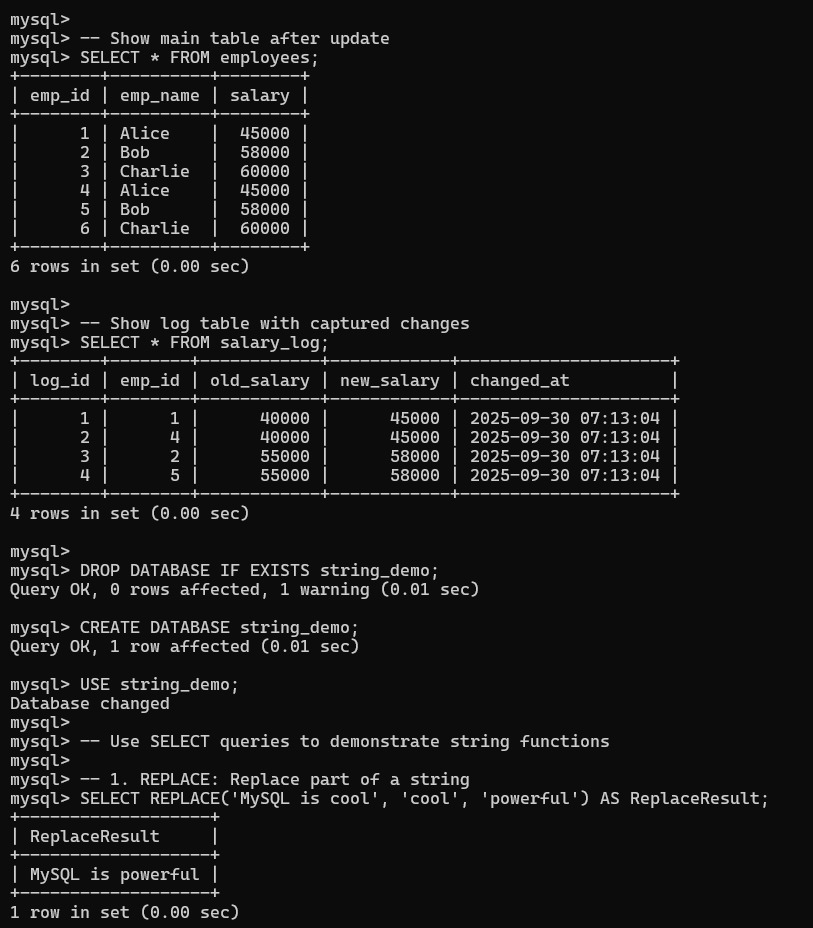 mysql>
mysql> -- Show main table after update
mysql> SELECT * FROM employees;
+--------+----------+--------+
| emp_id | emp_name | salary |
+--------+----------+--------+
|      1 | Alice    |  45000 |
|      2 | Bob      |  58000 |
|      3 | Charlie  |  60000 |
|      4 | Alice    |  45000 |
|      5 | Bob      |  58000 |
|      6 | Charlie  |  60000 |
+--------+----------+--------+
6 rows in set (0.00 sec)

mysql>
mysql> -- Show log table with captured changes
mysql> SELECT * FROM salary_log;
+--------+--------+------------+------------+---------------------+
| log_id | emp_id | old_salary | new_salary | changed_at          |
+--------+--------+------------+------------+---------------------+
|      1 |      1 |      40000 |      45000 | 2025-09-30 07:13:04 |
|      2 |      4 |      40000 |      45000 | 2025-09-30 07:13:04 |
|      3 |      2 |      55000 |      58000 | 2025-09-30 07:13:04 |
|      4 |      5 |      55000 |      58000 | 2025-09-30 07:13:04 |
+--------+--------+------------+------------+---------------------+
4 rows in set (0.00 sec)

mysql>
mysql> DROP DATABASE IF EXISTS string_demo;
Query OK, 0 rows affected, 1 warning (0.01 sec)

mysql> CREATE DATABASE string_demo;
Query OK, 1 row affected (0.01 sec)

mysql> USE string_demo;
Database changed
mysql>
mysql> -- Use SELECT queries to demonstrate string functions
mysql>
mysql> -- 1. REPLACE: Replace part of a string
mysql> SELECT REPLACE('MySQL is cool', 'cool', 'powerful') AS ReplaceResult;
+-------------------+
| ReplaceResult     |
+-------------------+
| MySQL is powerful |
+-------------------+
1 row in set (0.00 sec)